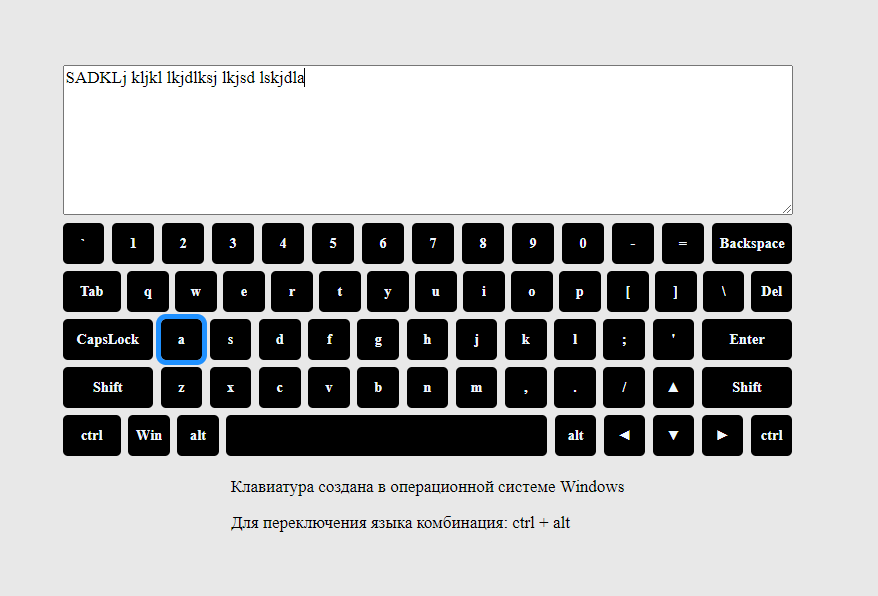 SADKLj kljkl lkjdlksj lkjsd lskjdla
` 1 2 3 4 5 6 7 8 9 0 - = Backspace
Tab q w e r t y u i o p [ ] \ Del
CapsLock a s d f g h j k l ; ' Enter
Shift z x c v b n m , . / ▲ Shift
ctrl Win alt alt ◄ ▼ ► ctrl
Клавиатура создана в операционной системе Windows
Для переключения языка комбинация: ctrl + alt